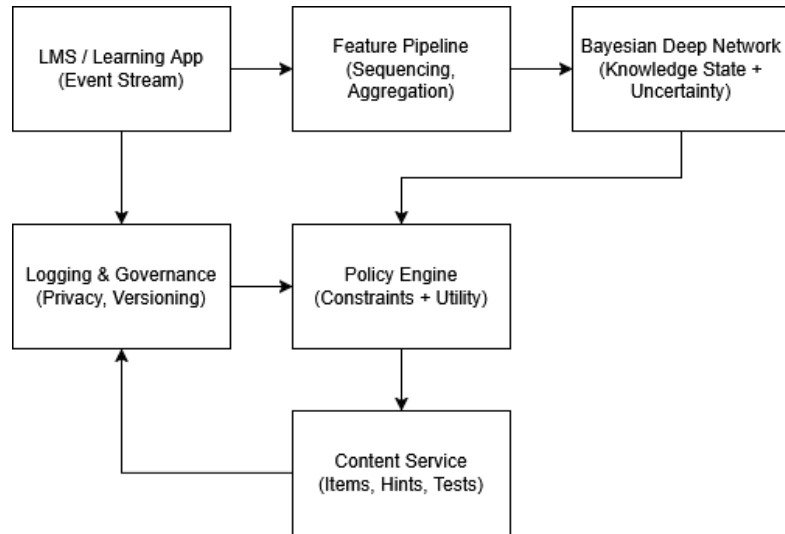 LMS / Learning App
(Event Stream)
Feature Pipeline
(Sequencing,
Aggregation)
Bayesian Deep Network
(Knowledge State +
Uncertainty)
Logging & Governance
(Privacy, Versioning)
Policy Engine
(Constraints + Utility)
Content Service
(Items, Hints, Tests)